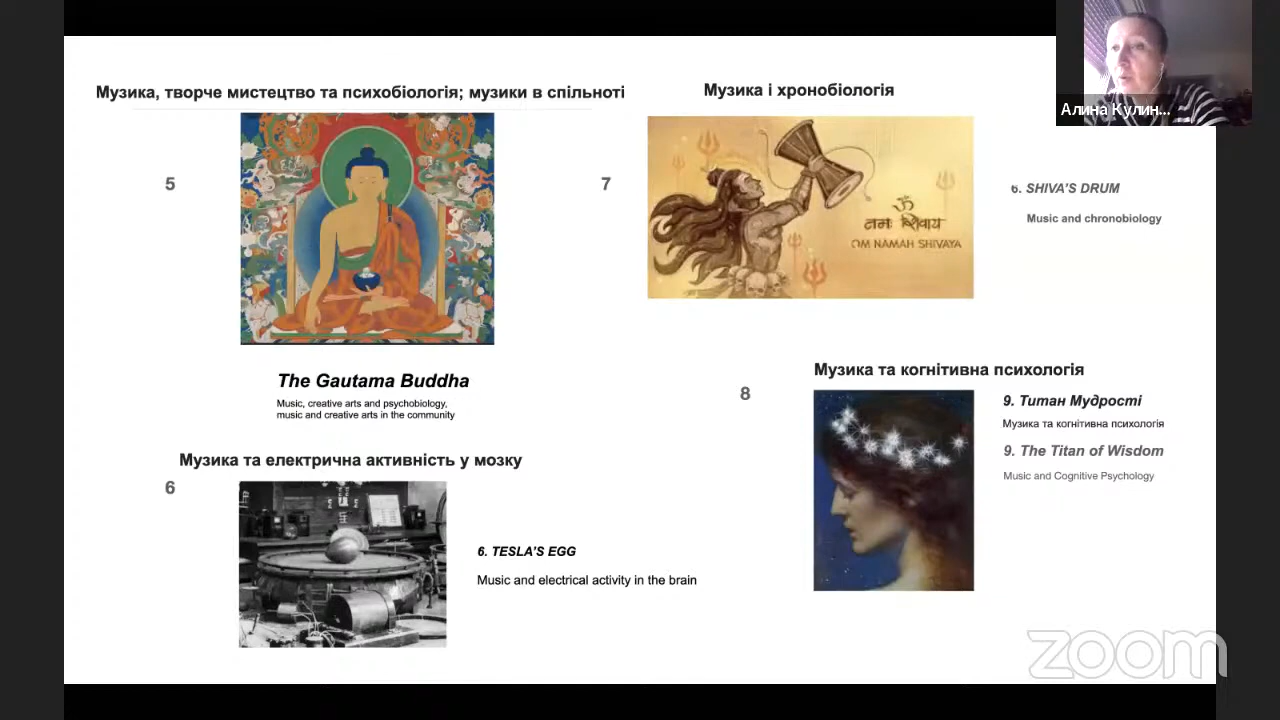 Музика, творче мистецтво та психобіологія; музики в спільноті
5
The Gautama Buddha
Music, creative arts and psychobiology,
music and creative arts in the community
Музика та електрична активність у мозку
6
6. TESLA'S EGG
Music and electrical activity in the brain
Музика і хронобіологія
7
ॐ
नमः शिवाय
OM NAMAH SHIVAYA
6. SHIVA'S DRUM
Music and chronobiology
Музика та когнітивна психологія
8
9. Титан Мудрості
Музика та когнітивна психологія
9. The Titan of Wisdom
Music and Cognitive Psychology
Алина Кулин...
zoom